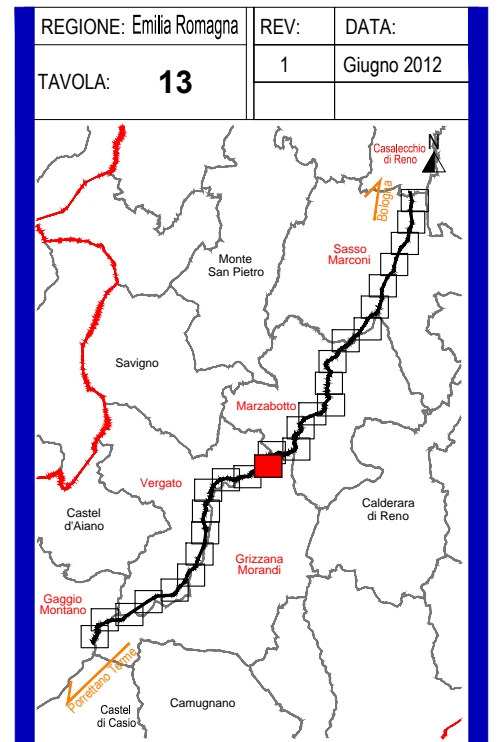 REGIONE: Emilia Romagna
REV:
DATA:
TAVOLA: 13
1
Giugno 2012
Casalecchio
di Reno
N
Bologna
Sasso
Marconi
Monte
San Pietro
Savigno
Marzabotto
Vergato
Castel
d'Aiano
Calderara
di Reno
Grizzana
Morandi
Gaggio
Montano
Porrettano Terme
Castel
di Casio
Camugnano